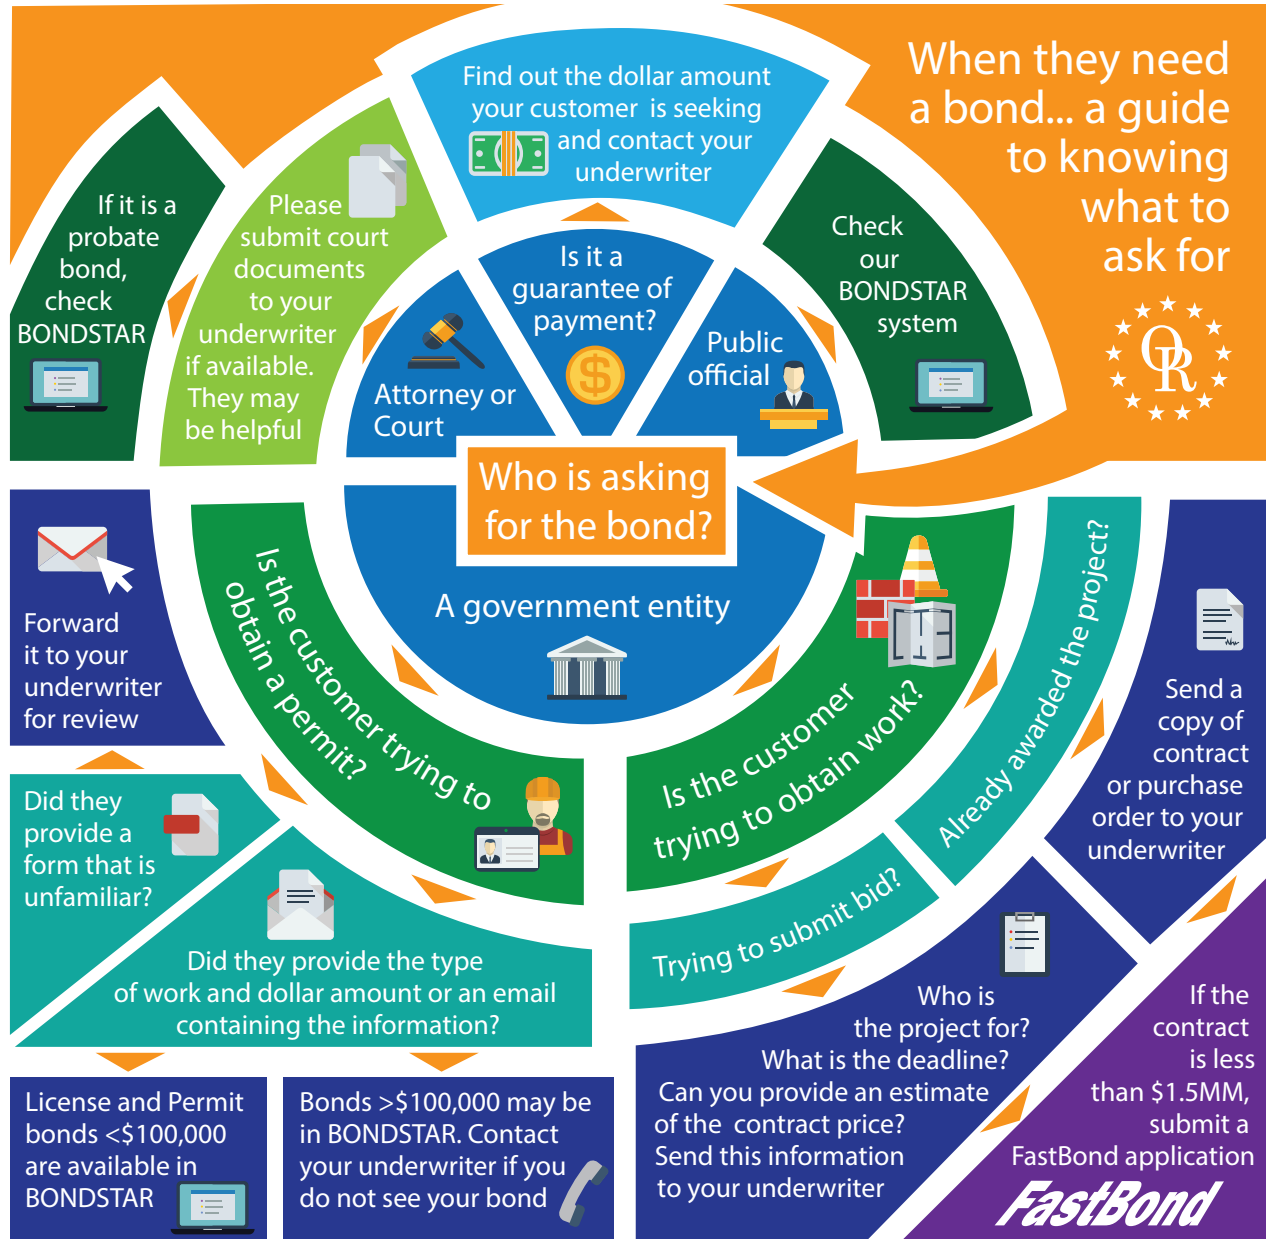 When they need
a bond... a guide
to knowing
what to
ask for
OR
Find out the dollar amount
your customer is seeking
and contact your
underwriter
If it is a
probate
bond,
check
BONDSTAR
Please
submit court
documents
to your
underwriter
if available.
They may
be helpful
Attorney or
Court
Is it a
guarantee of
payment?
$
Public
official
Check
our
BONDSTAR
system
Who is asking
for the bond?
A government entity
Is the customer trying to
obtain a permit?
Forward
it to your
underwriter
for review
Did they
provide a
form that is
unfamiliar?
Did they provide the type
of work and dollar amount or an email
containing the information?
License and Permit
bonds <$100,000
are available in
BONDSTAR
Bonds >$100,000 may be
in BONDSTAR. Contact
your underwriter if you
do not see your bond
Is the customer
trying to obtain work?
Already awarded the project?
Send a
copy of
contract
or purchase
order to your
underwriter
Trying to submit bid?
Who is
the project for?
What is the deadline?
Can you provide an estimate
of the contract price?
Send this information
to your underwriter
If the
contract
is less
than $1.5MM,
submit a
FastBond application
FastBond